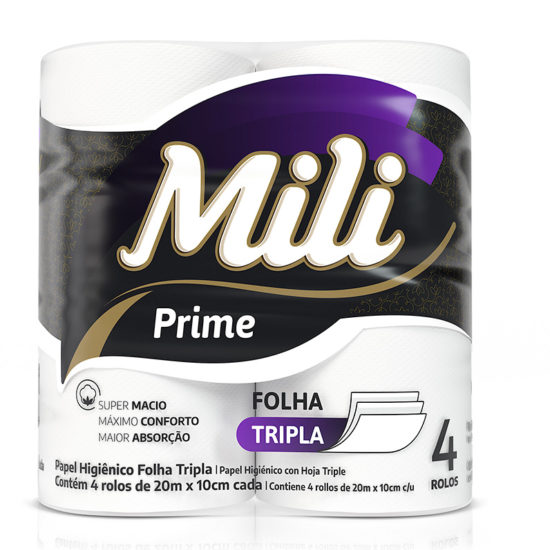 Mili
Prime
SUPER MACIO
MÁXIMO CONFORTO
MAIOR ABSORÇÃO
FOLHA
TRIPLA
4
ROLOS
Papel Higiênico Folha Tripla | Papel Higiénico con Hoja Triple
Contém 4 rolos de 20m x 10cm cada | Contiene 4 rollos de 20m x 10cm c/u